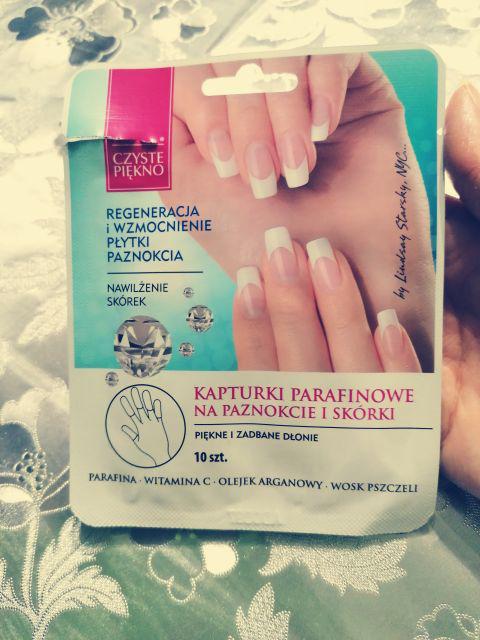 CZYSTE
PIĘKNO
REGENERACJA
i WZMOCNIENIE
PŁYTKI
PAZNOKCIA
NAWILŻENIE
SKÓREK
by Lindsay Starsky, NYC...
KAPTURKI PARAFINOWE
NA PAZNOKCIE I SKÓRKI
PIĘKNE I ZADBANE DŁONIE
10 szt.
PARAFINA · WITAMINA C · OLEJEK ARGANOWY · WOSK PSZCZELI